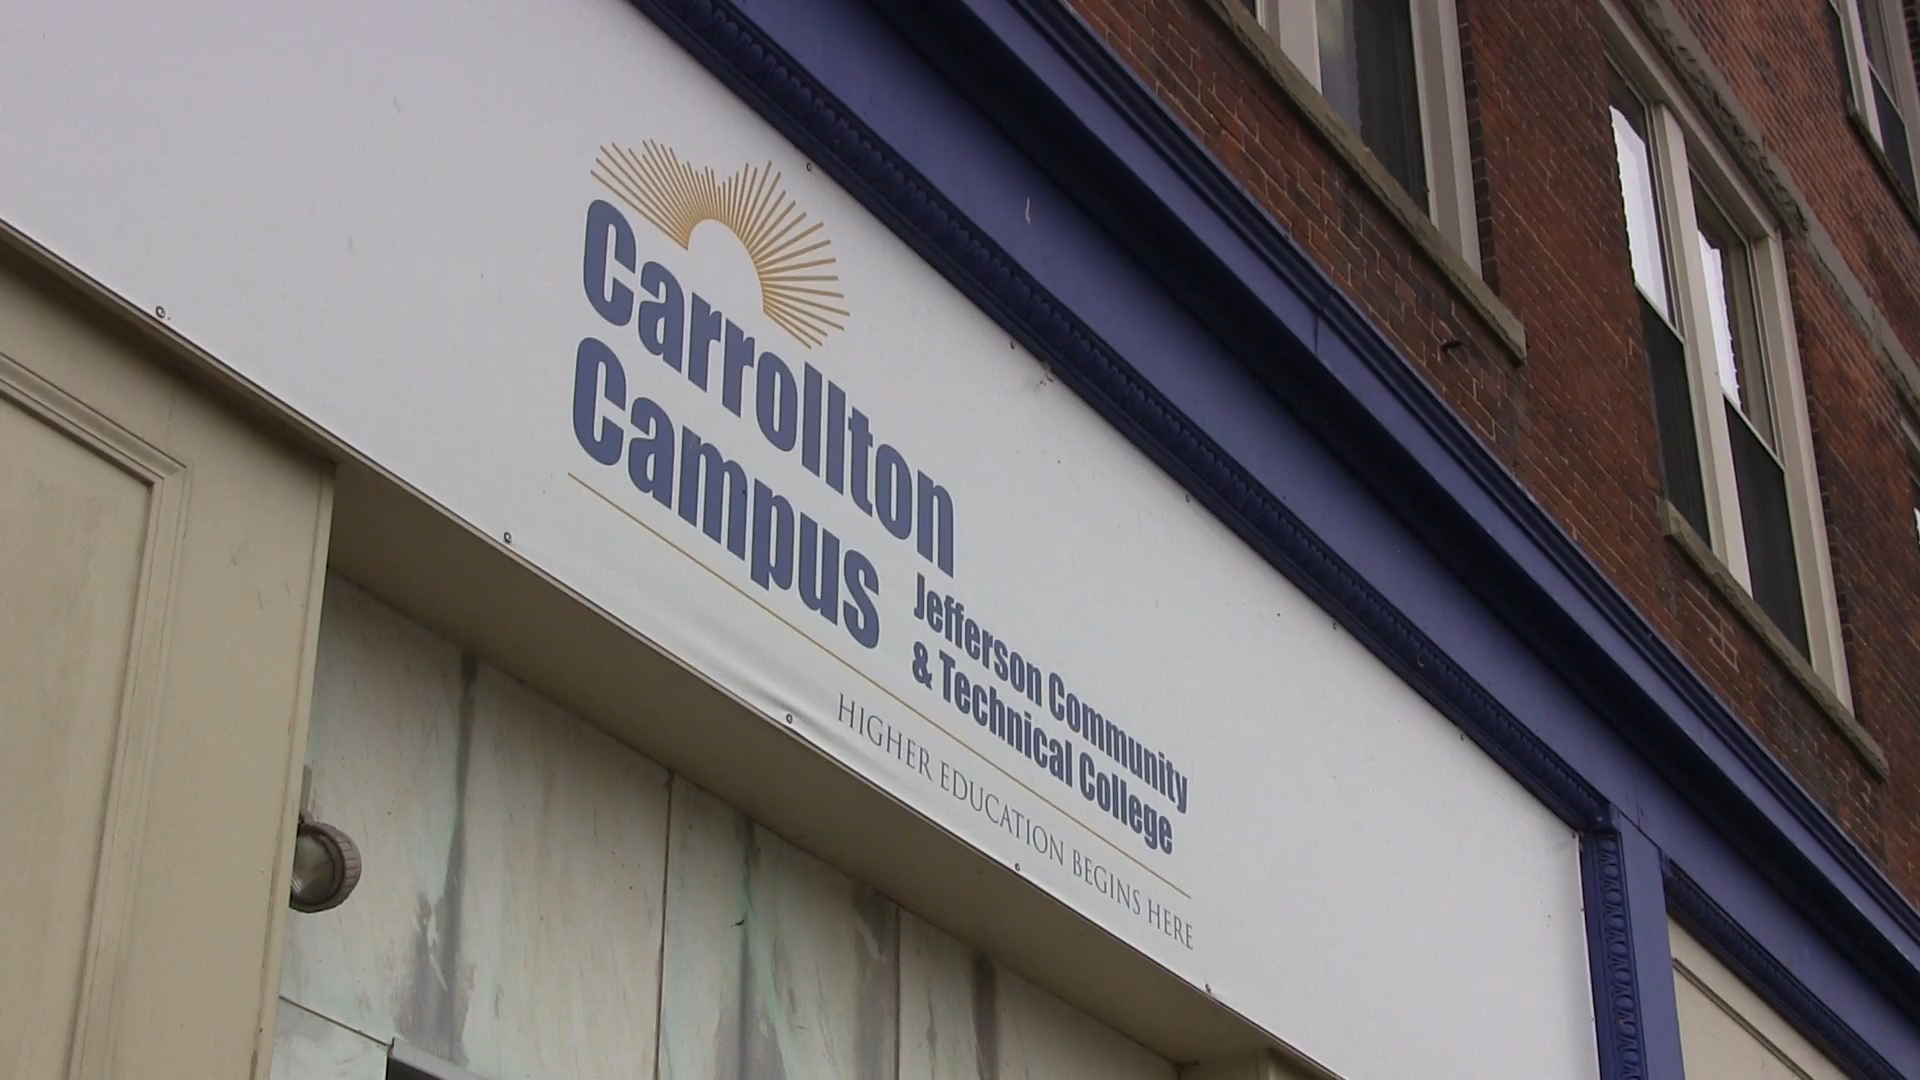 Carrollton
Campus
Jefferson Community
& Technical College
HIGHER EDUCATION BEGINS HERE